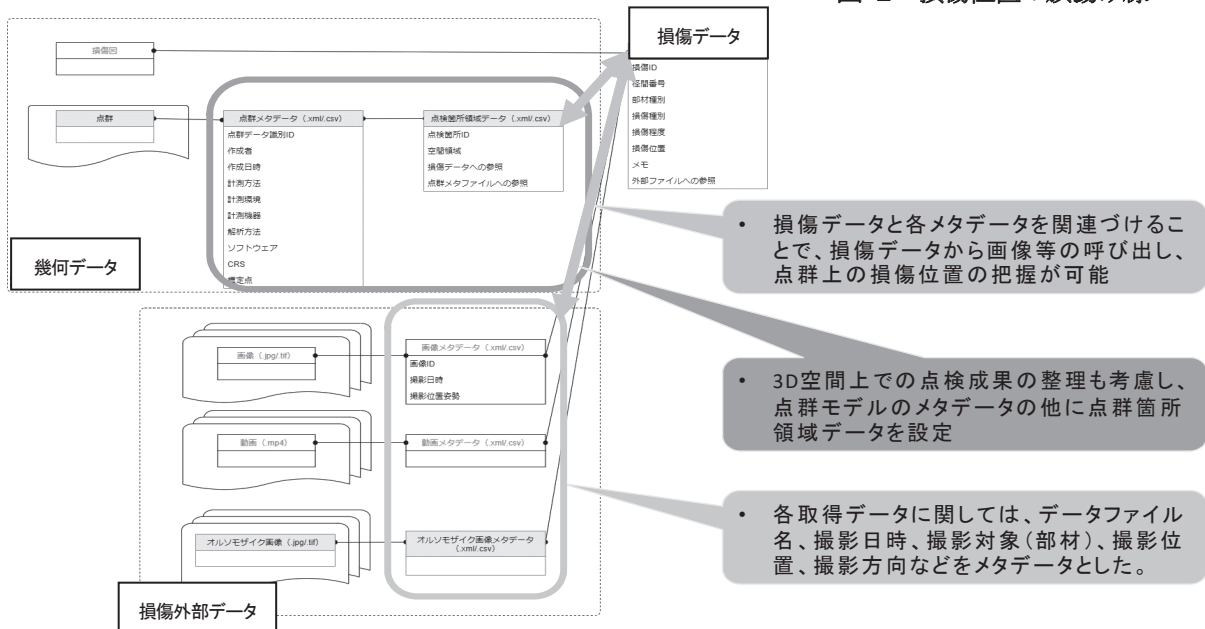 損傷データ
損傷ID
径間番号
部材種別
損傷種別
損傷程度
損傷位置
メモ
外部ファイルへの参照
損傷図
点群
点群メタデータ (.xml/.csv)
点群データ識別ID
作成者
作成日時
計測方法
計測環境
計測機器
解析方法
ソフトウェア
CRS
標定点
点検箇所領域データ (.xml/.csv)
点検箇所ID
空間領域
損傷データへの参照
点群メタファイルへの参照
幾何データ
画像 (.jpg/.tif)
画像メタデータ (.xml/.csv)
画像ID
撮影日時
撮影位置姿勢
動画 (.mp4)
動画メタデータ (.xml/.csv)
オルソモザイク画像 (.jpg/.tif)
オルソモザイク画像メタデータ
(.xml/.csv)
損傷外部データ
• 損傷データと各メタデータを関連づけるこ
とで、損傷データから画像等の呼び出し、
点群上の損傷位置の把握が可能
• 3D空間上での点検成果の整理も考慮し、
点群モデルのメタデータの他に点群箇所
領域データを設定
• 各取得データに関しては、データファイル
名、撮影日時、撮影対象（部材）、撮影位
置、撮影方向などをメタデータとした。